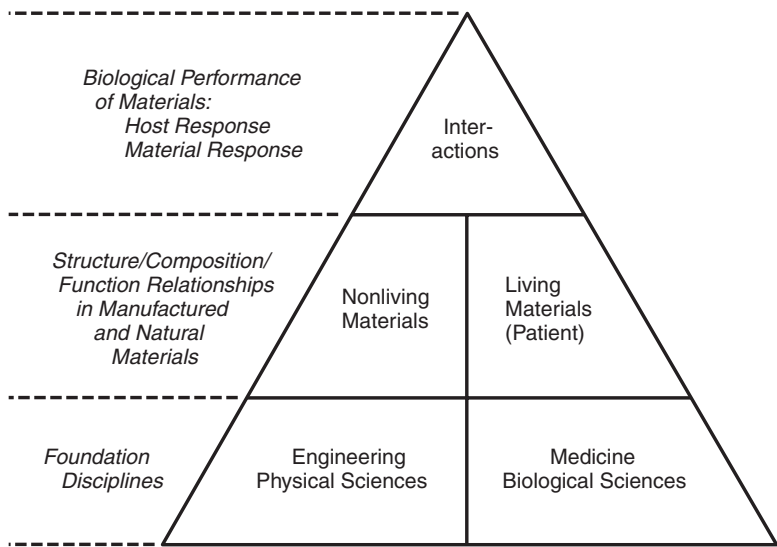 Biological Performance
of Materials:
Host Response
Material Response
Inter-
actions
Structure/Composition/
Function Relationships
in Manufactured
and Natural
Materials
Nonliving
Materials
Living
Materials
(Patient)
Foundation
Disciplines
Engineering
Physical Sciences
Medicine
Biological Sciences